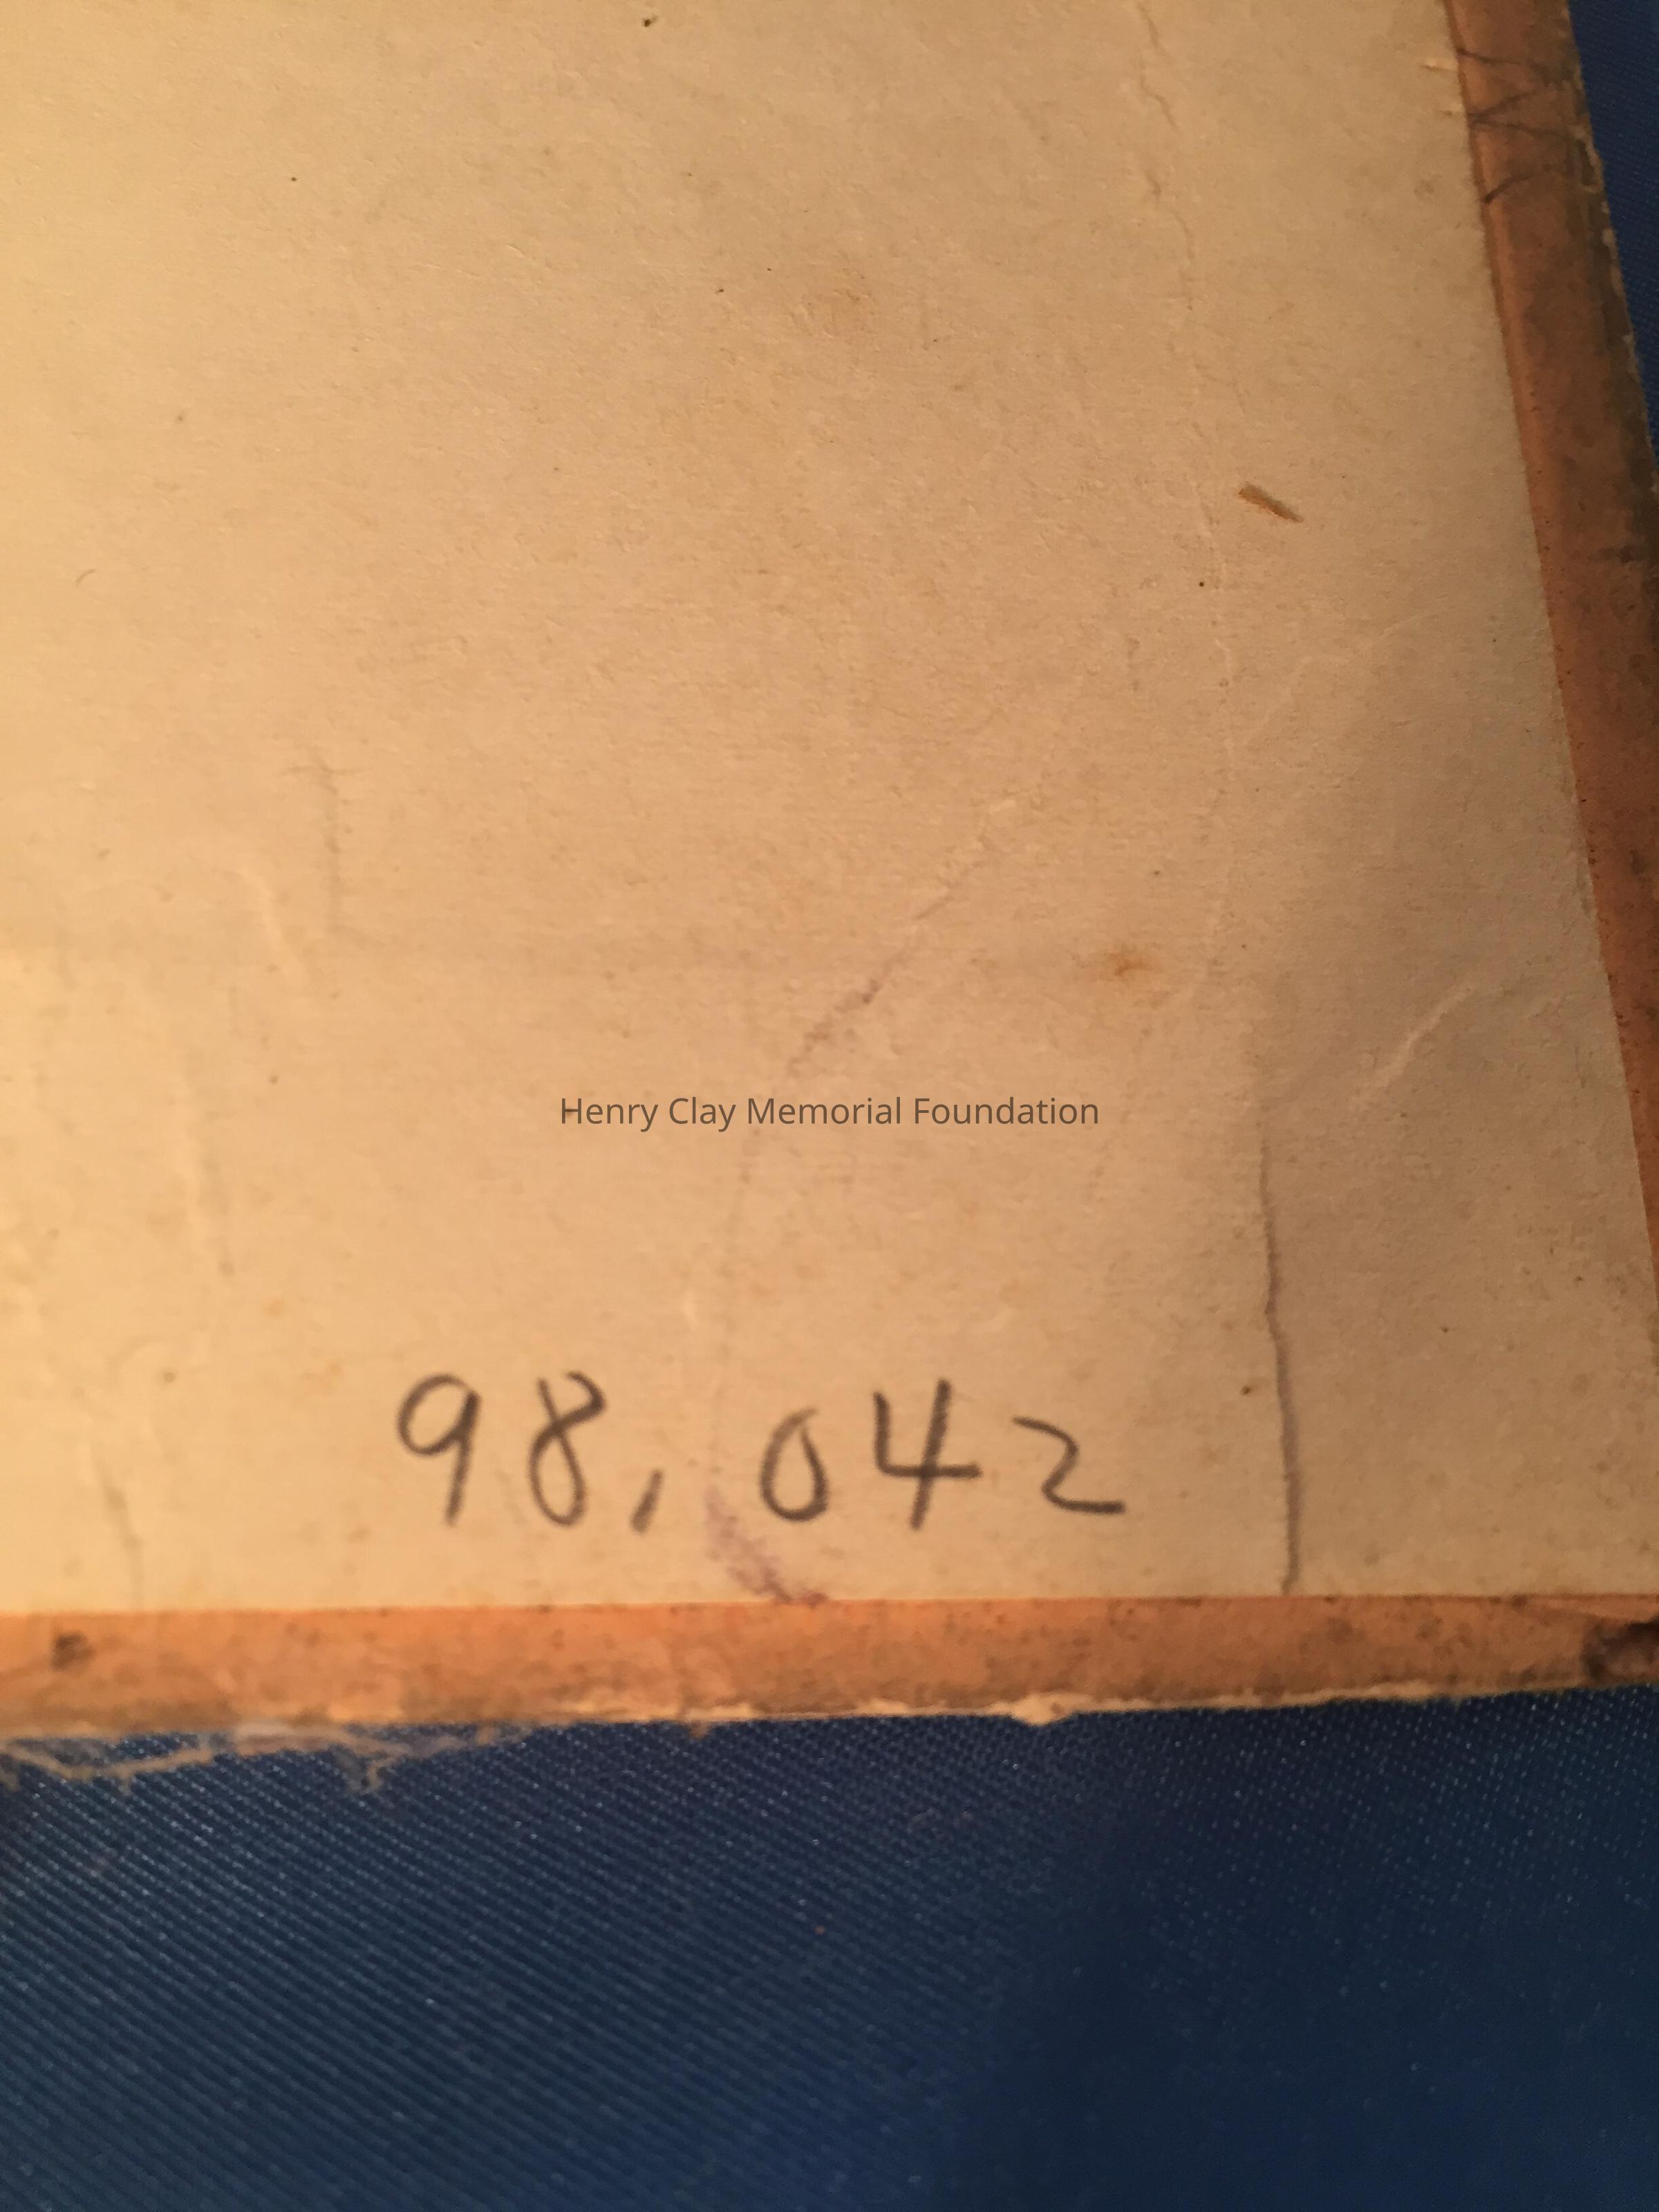 Henry Clay Memorial Foundation
98,042